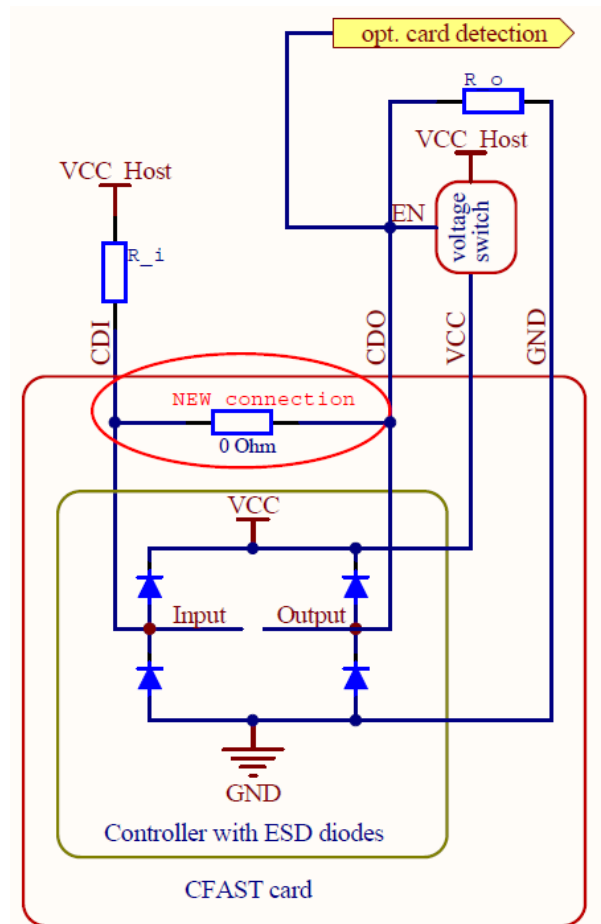 opt. card detection
R_o
VCC_Host
VCC_Host
EN
voltage
switch
R_i
CDI
CDO
VCC
GND
NEW connection
0 Ohm
VCC
Input
Output
GND
Controller with ESD diodes
CFAST card